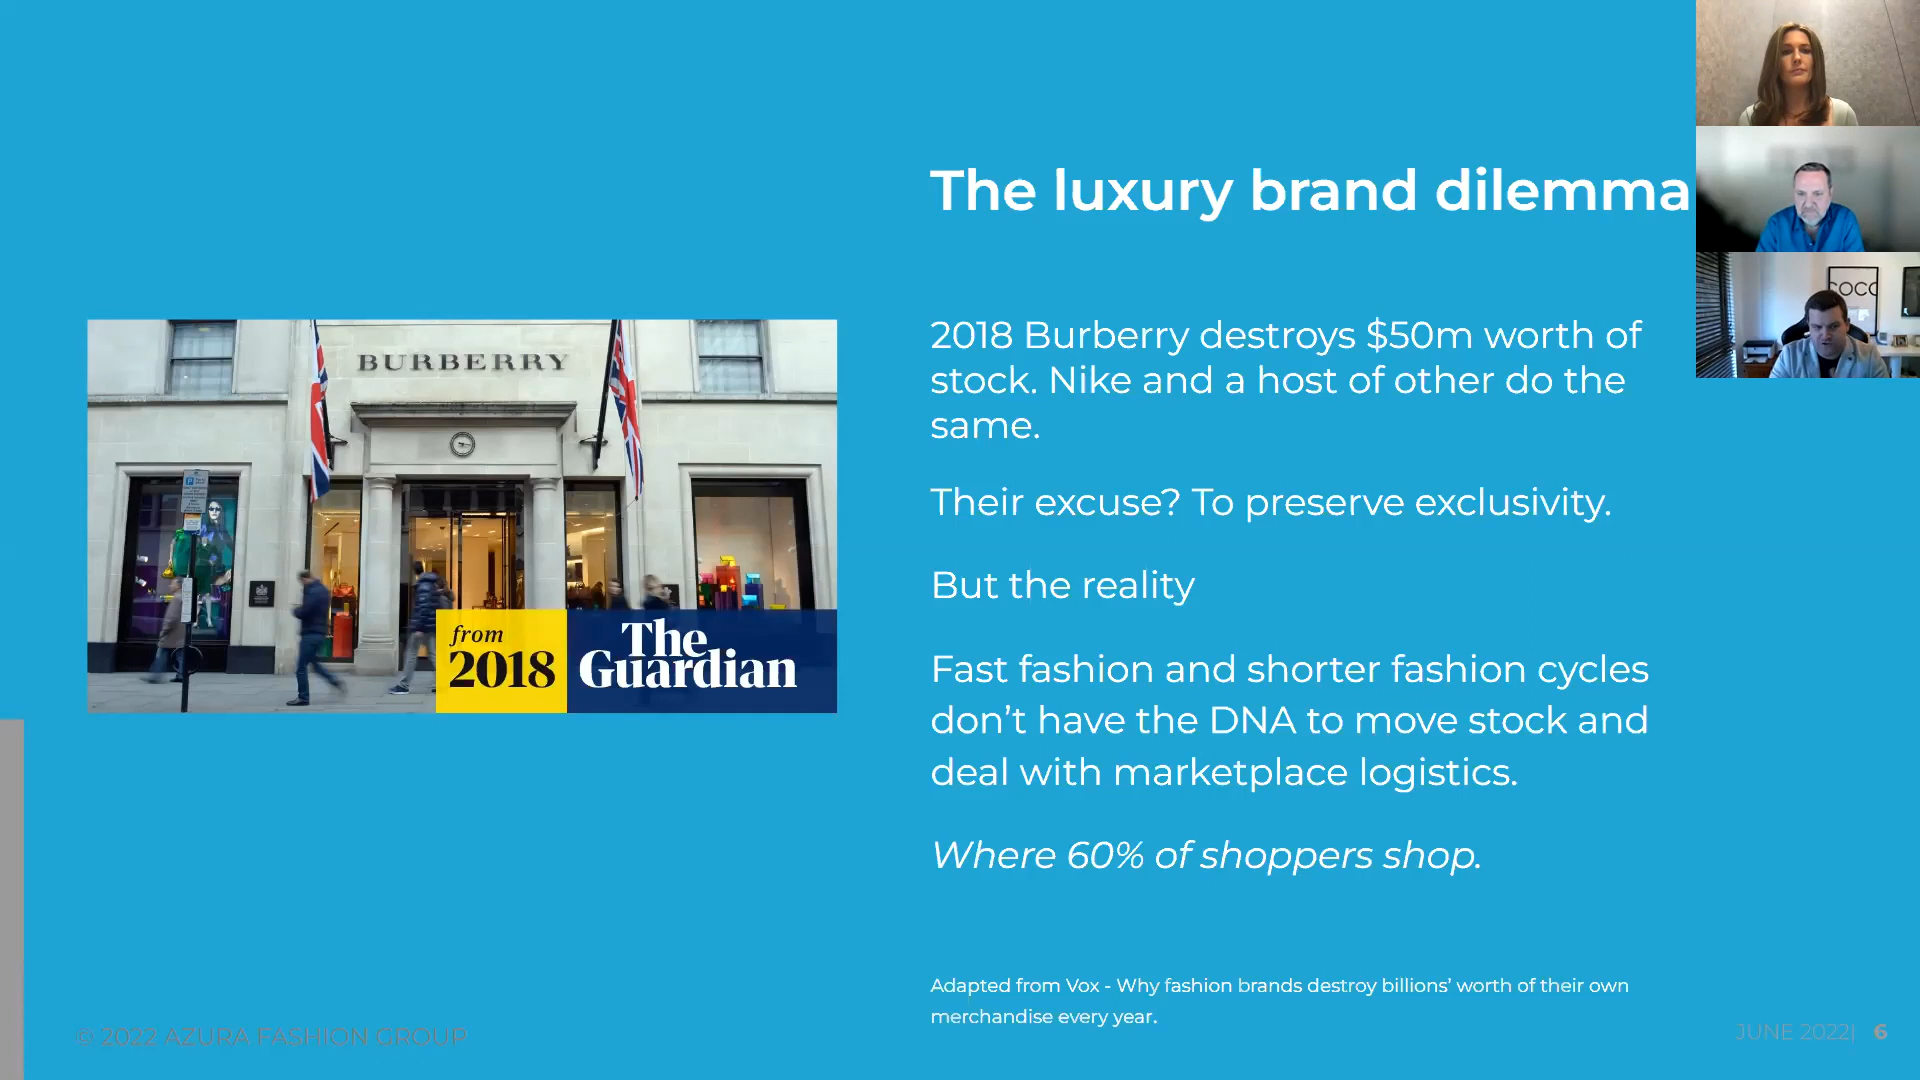 The luxury brand dilemma
COCO
BURBERRY
2018 Burberry destroys $50m worth of
stock. Nike and a host of other do the
same.
Their excuse? To preserve exclusivity.
But the reality
from
2018
The
Guardian
Fast fashion and shorter fashion cycles
don’t have the DNA to move stock and
deal with marketplace logistics.
Where 60% of shoppers shop.
Adapted from Vox - Why fashion brands destroy billions’ worth of their own
merchandise every year.
© 2022 AZURA FASHION GROUP
JUNE 2022| 6